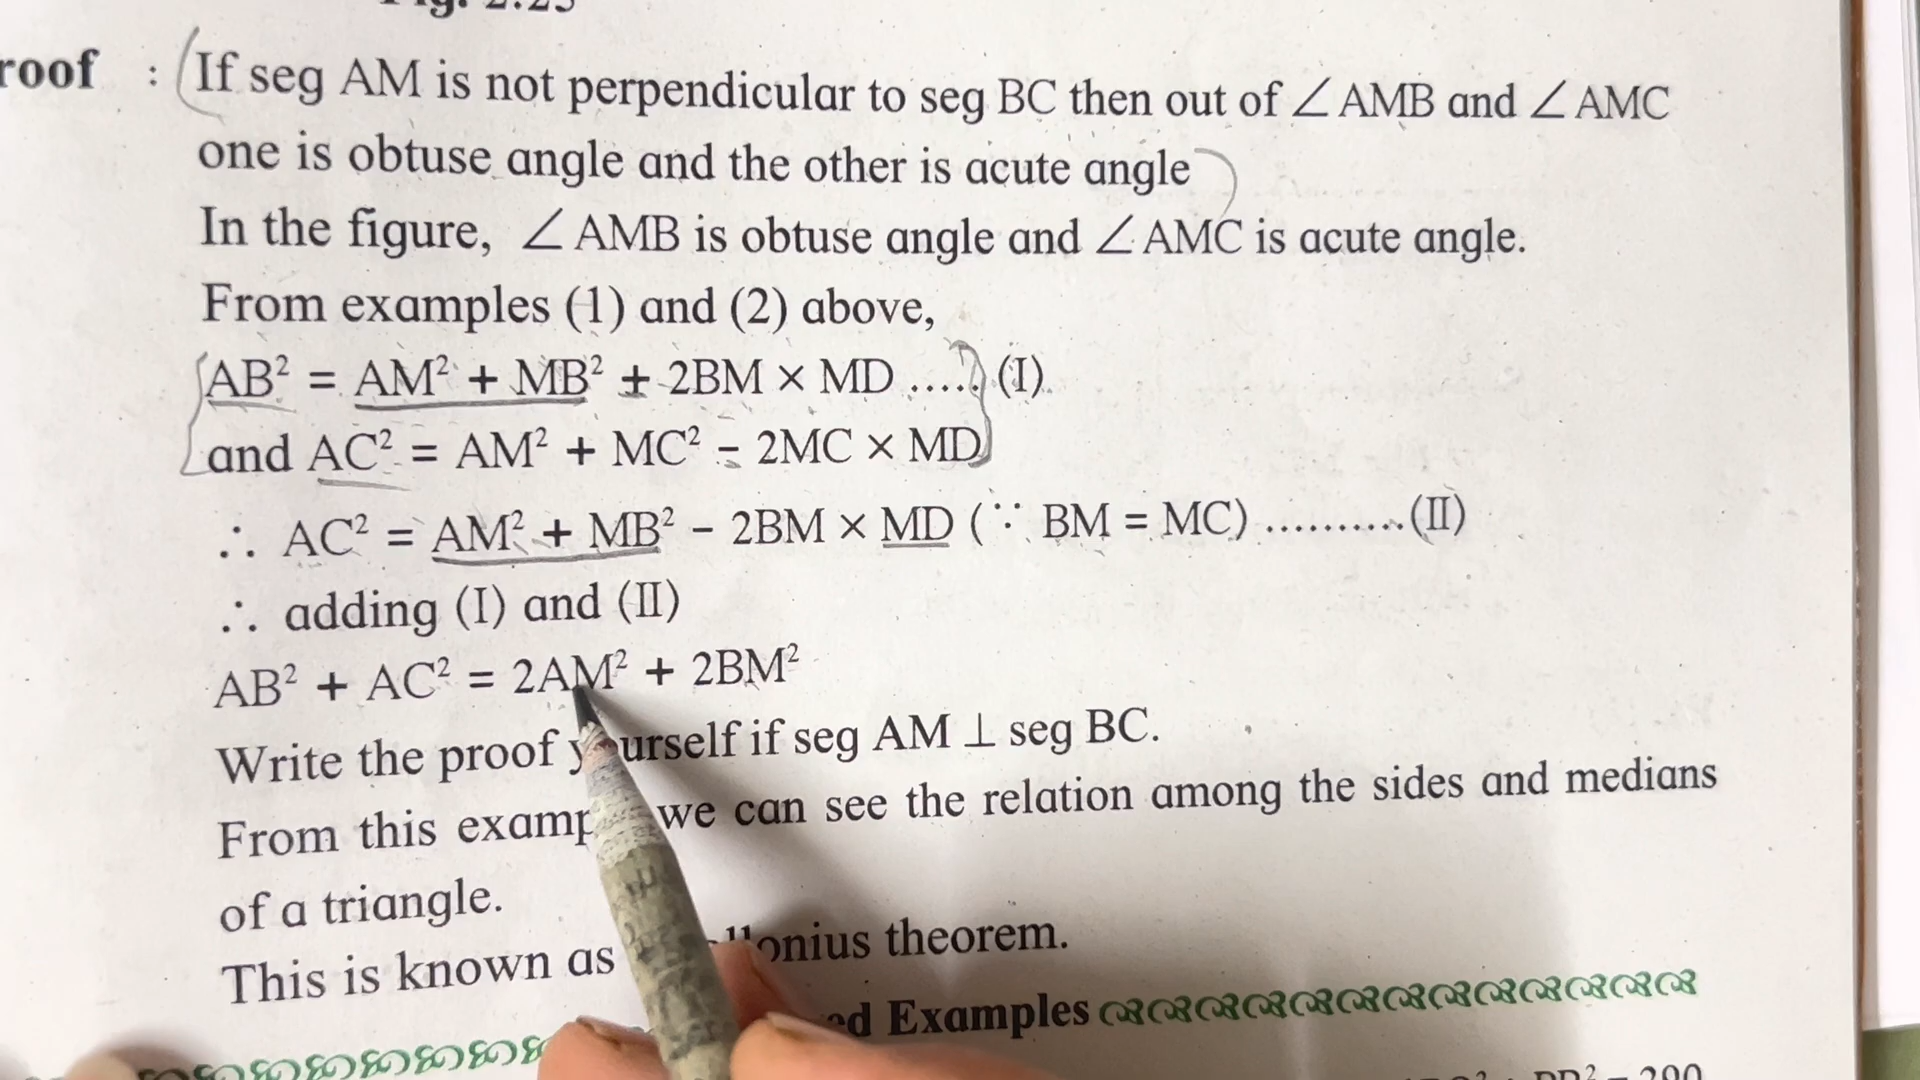 Fig. 2.25
roof : If seg AM is not perpendicular to seg BC then out of ∠AMB and ∠AMC
one is obtuse angle and the other is acute angle
In the figure, ∠AMB is obtuse angle and ∠AMC is acute angle.
From examples (1) and (2) above,
AB² = AM² + MB² + 2BM × MD ..... (I)
and AC² = AM² + MC² - 2MC × MD
∴ AC² = AM² + MB² - 2BM × MD (∵ BM = MC) ..........(II)
∴ adding (I) and (II)
AB² + AC² = 2AM² + 2BM²
Write the proof yourself if seg AM ⊥ seg BC.
From this we can see the relation among the sides and medians
of a triangle.
This is known as theorem.
Examples
= 290